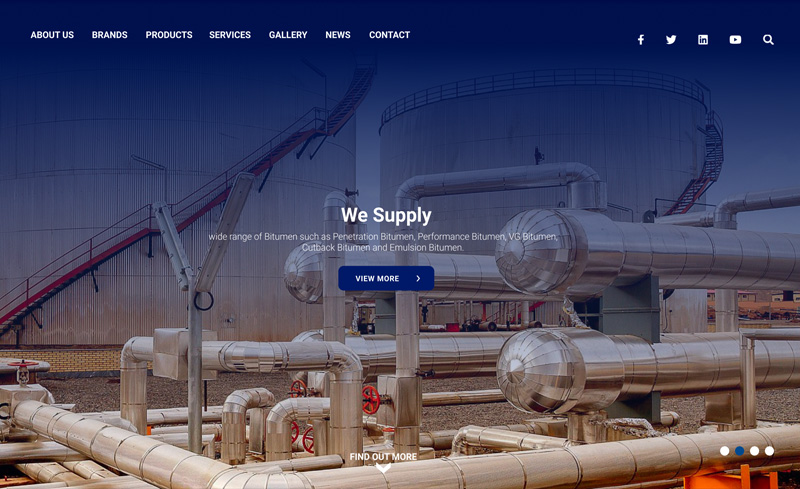 ABOUT US BRANDS PRODUCTS SERVICES GALLERY NEWS CONTACT
We Supply
wide range of Bitumen such as Penetration Bitumen, Performance Bitumen, VG Bitumen,
Cutback Bitumen and Emulsion Bitumen.
VIEW MORE
FIND OUT MORE